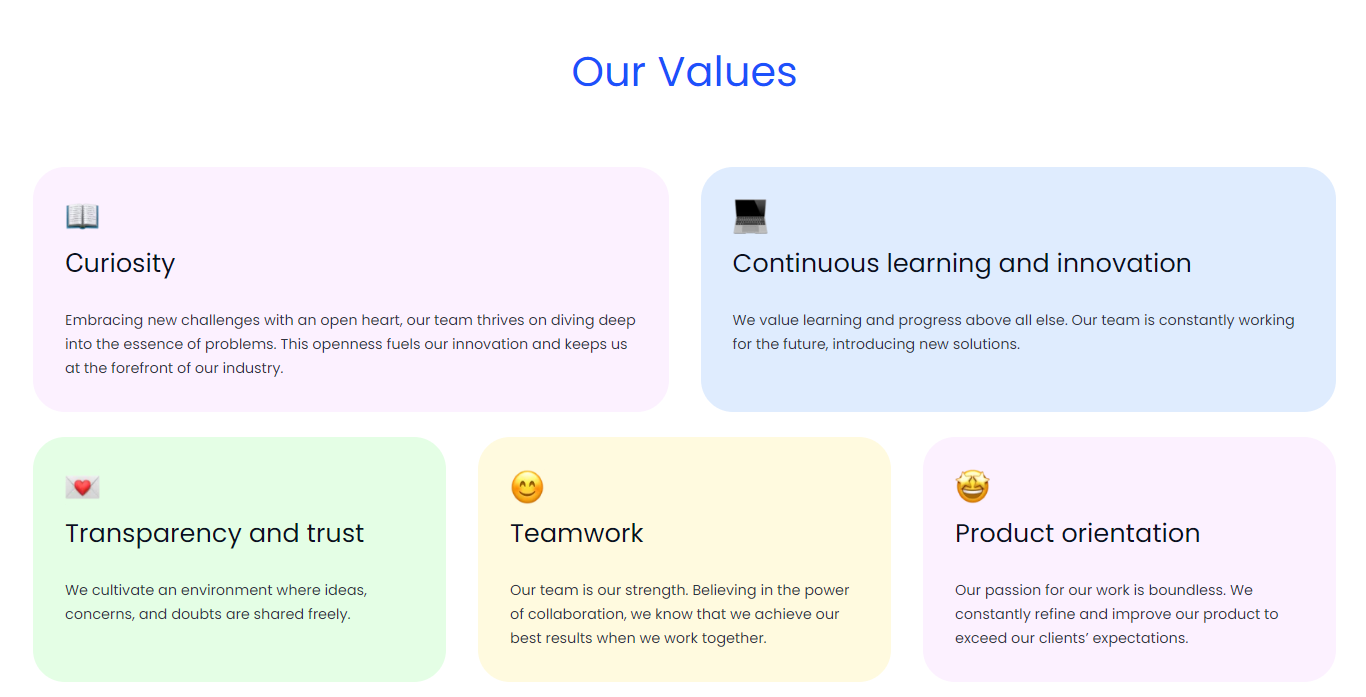 Our Values
Curiosity
Embracing new challenges with an open heart, our team thrives on diving deep
into the essence of problems. This openness fuels our innovation and keeps us
at the forefront of our industry.
Continuous learning and innovation
We value learning and progress above all else. Our team is constantly working
for the future, introducing new solutions.
Transparency and trust
We cultivate an environment where ideas,
concerns, and doubts are shared freely.
Teamwork
Our team is our strength. Believing in the power
of collaboration, we know that we achieve our
best results when we work together.
Product orientation
Our passion for our work is boundless. We
constantly refine and improve our product to
exceed our clients’ expectations.